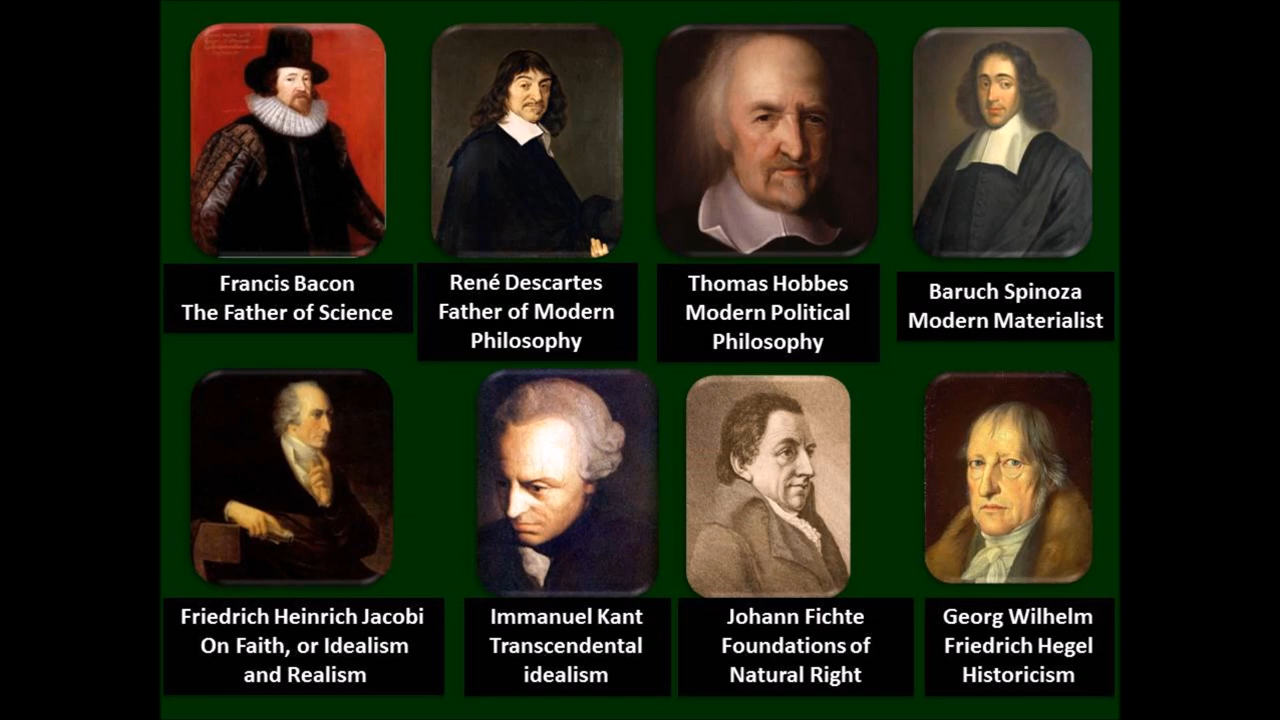 Francis Bacon
The Father of Science
René Descartes
Father of Modern
Philosophy
Thomas Hobbes
Modern Political
Philosophy
Baruch Spinoza
Modern Materialist
Friedrich Heinrich Jacobi
On Faith, or Idealism
and Realism
Immanuel Kant
Transcendental
idealism
Johann Fichte
Foundations of
Natural Right
Georg Wilhelm
Friedrich Hegel
Historicism